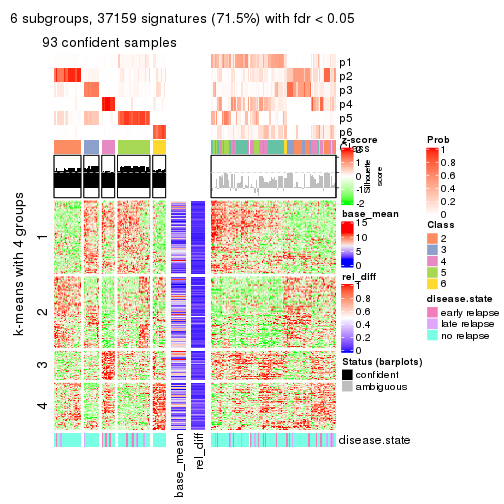 6 subgroups, 37159 signatures (71.5%) with fdr < 0.05
93 confident samples
p1
p2
p3
p4
p5
p6
Class
Silhouette
score
k-means with 4 groups
1
2
3
4
base_mean
rel_diff
disease.state
z-score
2
1
0
-1
-2
base_mean
15
10
5
0
rel_diff
1
0.8
0.6
0.4
0.2
0
Status (barplots)
confident
ambiguous
Prob
1
0.8
0.6
0.4
0.2
0
Class
2
3
4
5
6
disease.state
early relapse
late relapse
no relapse